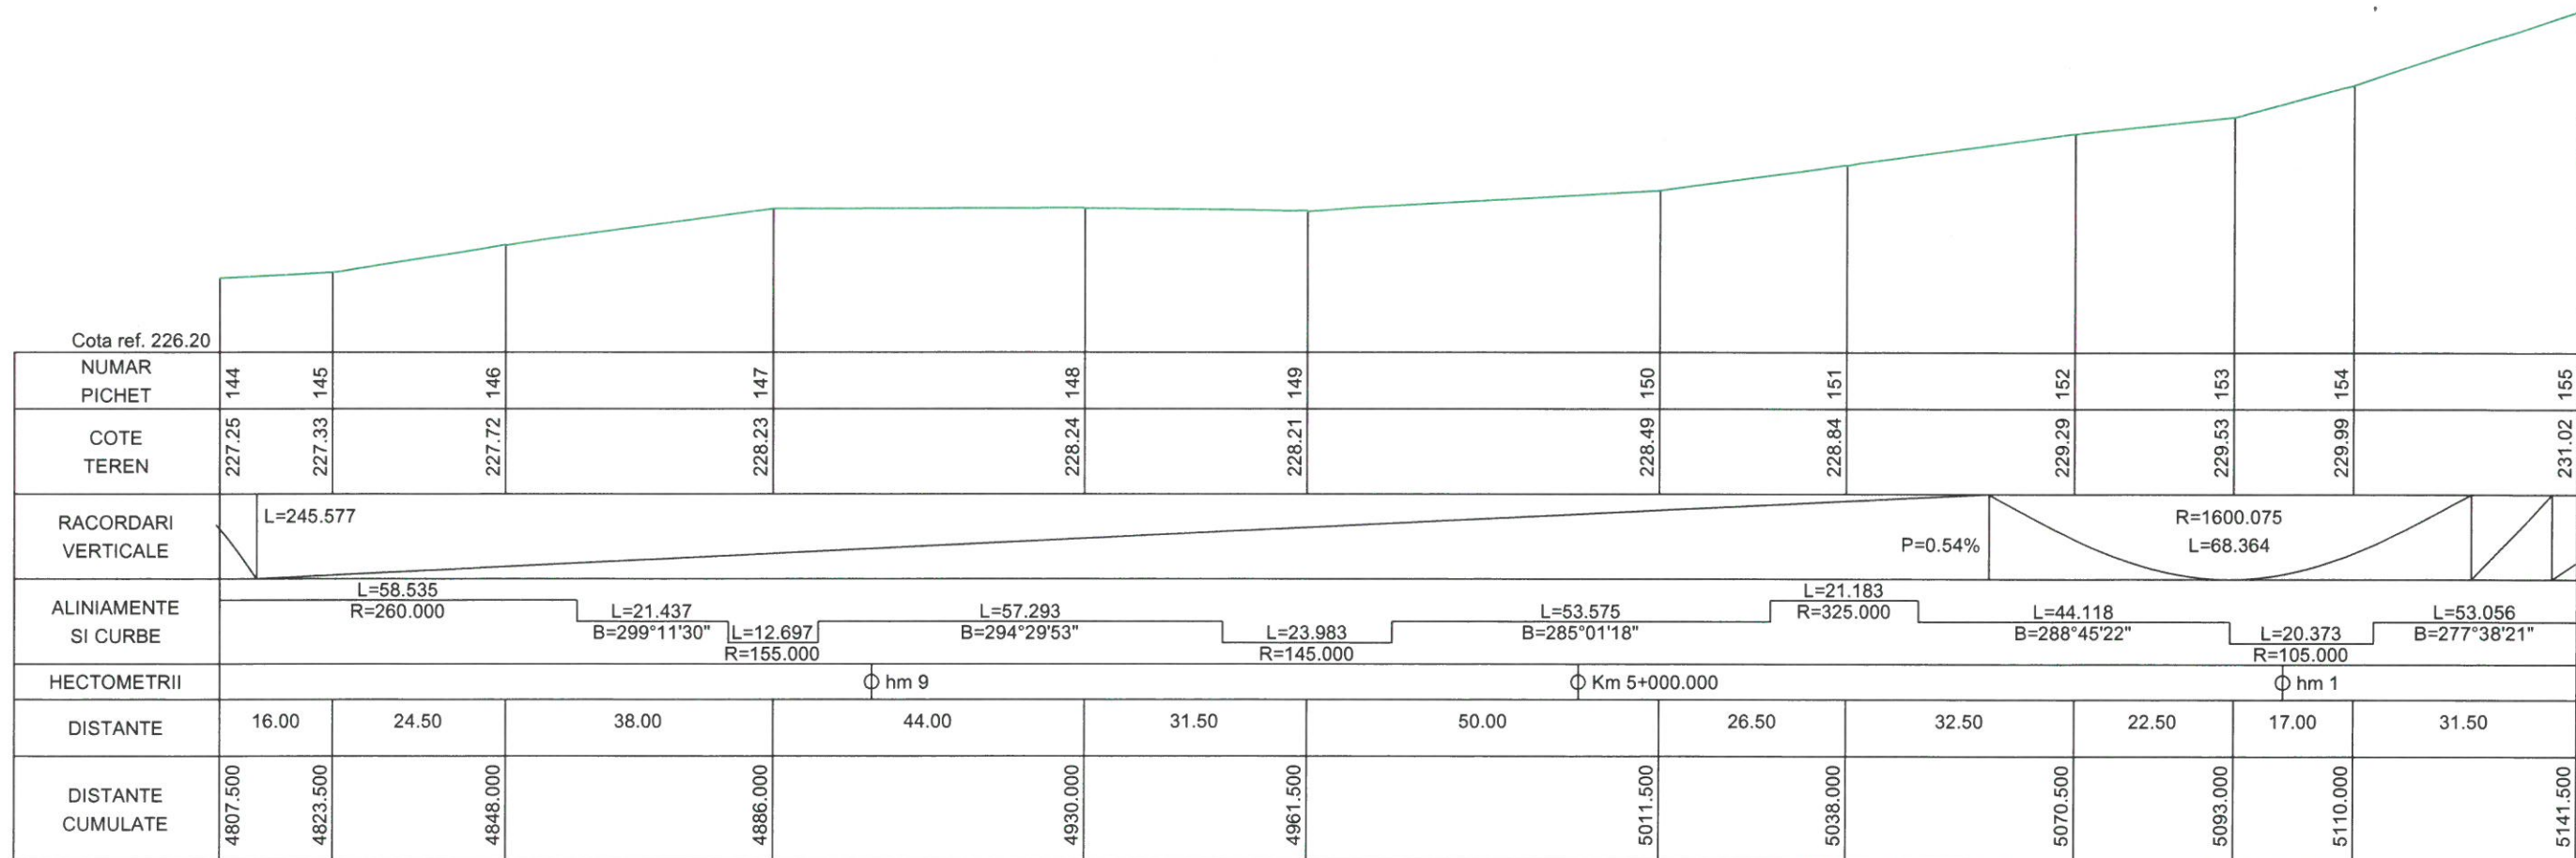 Cota ref. 226.20
NUMAR
PICHET
144 145 146 147 148 149 150 151 152 153 154 155
COTE
TEREN
227.25 227.33 227.72 228.23 228.24 228.21 228.49 228.84 229.29 229.53 229.99 231.02
RACORDARI
VERTICALE
L=245.577
P=0.54%
R=1600.075
L=68.364
ALINIAMENTE
SI CURBE
L=58.535
R=260.000
L=21.437
B=299°11'30"
L=12.697
R=155.000
L=57.293
B=294°29'53"
L=23.983
R=145.000
L=53.575
B=285°01'18"
L=21.183
R=325.000
L=44.118
B=288°45'22"
L=20.373
R=105.000
L=53.056
B=277°38'21"
HECTOMETRII
hm 9
Km 5+000.000
hm 1
DISTANTE
16.00 24.50 38.00 44.00 31.50 50.00 26.50 32.50 22.50 17.00 31.50
DISTANTE
CUMULATE
4807.500 4823.500 4848.000 4886.000 4930.000 4961.500 5011.500 5038.000 5070.500 5093.000 5110.000 5141.500